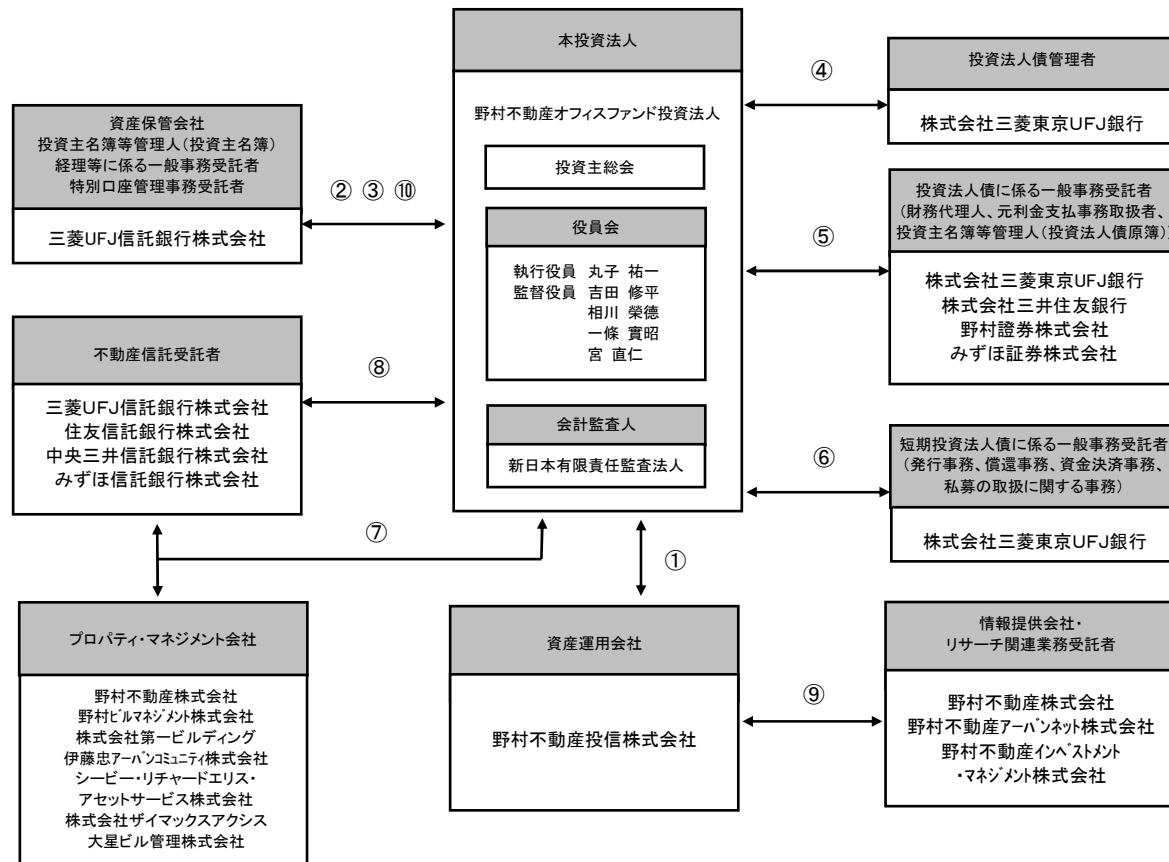 本投資法人
野村不動産オフィスファンド投資法人
投資主総会
役員会
執行役員 丸子 祐一
監督役員 吉田 修平
相川 榮德
一條 實昭
宮 直仁
会計監査人
新日本有限責任監査法人
資産保管会社
投資主名簿等管理人(投資主名簿)
経理等に係る一般事務受託者
特別口座管理事務受託者
三菱UFJ信託銀行株式会社
② ③ ⑩
不動産信託受託者
三菱UFJ信託銀行株式会社
住友信託銀行株式会社
中央三井信託銀行株式会社
みずほ信託銀行株式会社
⑧
④
投資法人債管理者
株式会社三菱東京UFJ銀行
⑤
投資法人債に係る一般事務受託者
(財務代理人、元利金支払事務取扱者、
投資主名簿等管理人(投資法人債原簿))
株式会社三菱東京UFJ銀行
株式会社三井住友銀行
野村證券株式会社
みずほ証券株式会社
⑥
短期投資法人債に係る一般事務受託者
(発行事務、償還事務、資金決済事務、
私募の取扱に関する事務)
株式会社三菱東京UFJ銀行
⑦
①
プロパティ・マネジメント会社
野村不動産株式会社
野村ビルマネジメント株式会社
株式会社第一ビルディング
伊藤忠アーバンコミュニティ株式会社
シービー・リチャードエリス・
アセットサービス株式会社
株式会社ザイマックスアクシス
大星ビル管理株式会社
資産運用会社
野村不動産投信株式会社
⑨
情報提供会社・
リサーチ関連業務受託者
野村不動産株式会社
野村不動産アーバンネット株式会社
野村不動産インベストメント
・マネジメント株式会社